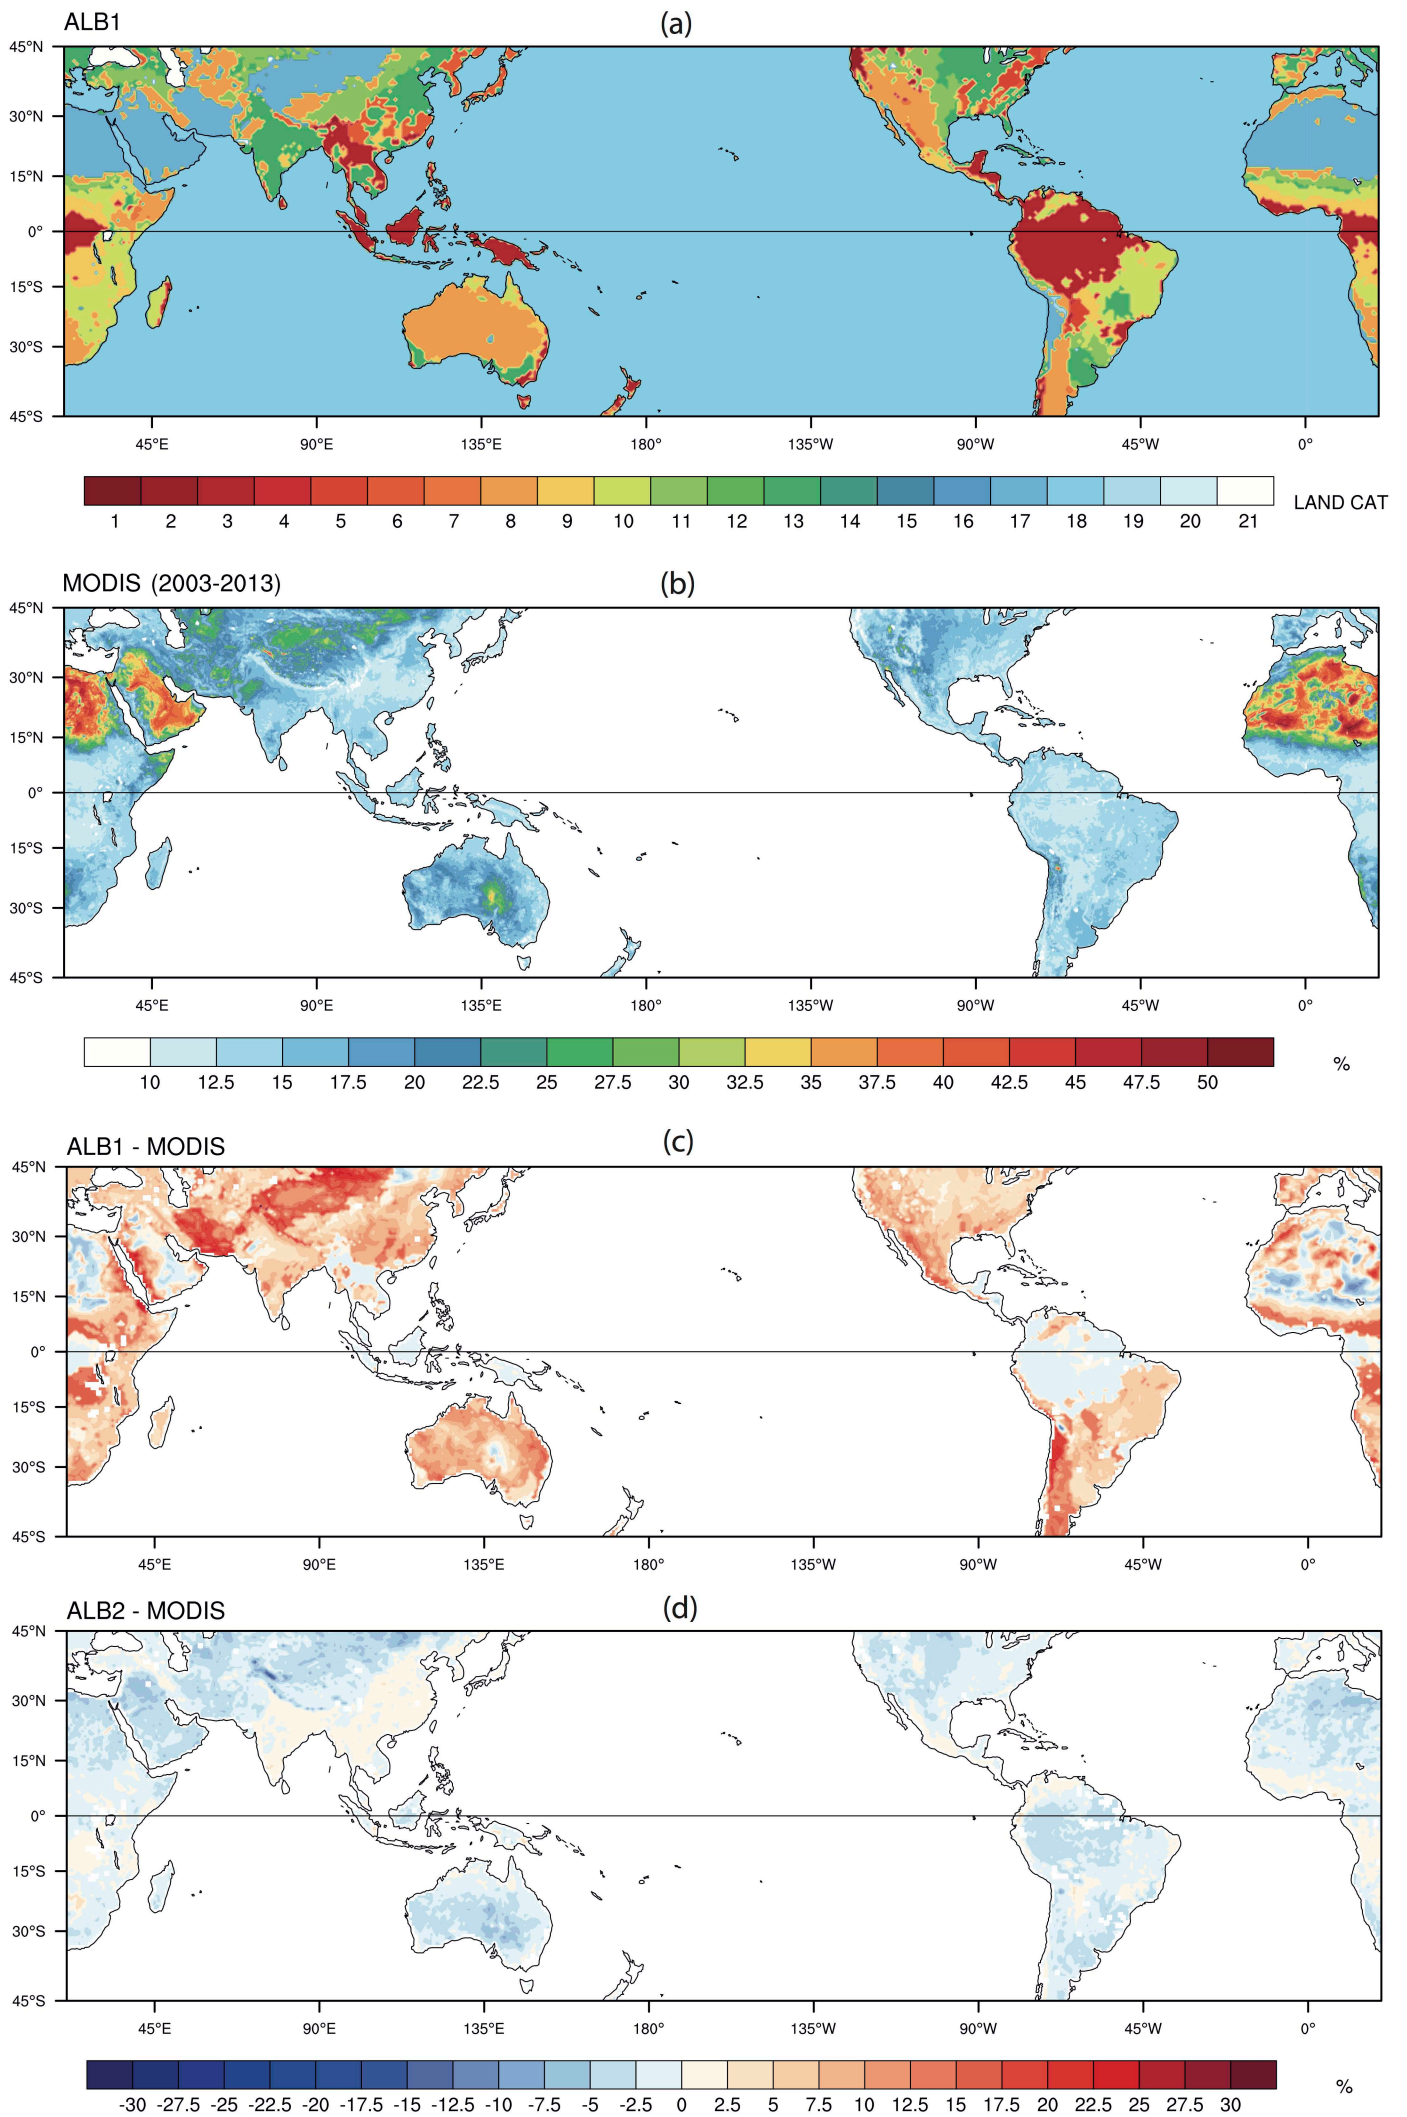 ALB1 (a)
45°N
30°N
15°N
0°
15°S
30°S
45°S
45°E 90°E 135°E 180° 135°W 90°W 45°W 0°
1 2 3 4 5 6 7 8 9 10 11 12 13 14 15 16 17 18 19 20 21
LAND CAT
MODIS (2003-2013) (b)
45°N
30°N
15°N
0°
15°S
30°S
45°S
45°E 90°E 135°E 180° 135°W 90°W 45°W 0°
10 12.5 15 17.5 20 22.5 25 27.5 30 32.5 35 37.5 40 42.5 45 47.5 50
%
ALB1 - MODIS (c)
45°N
30°N
15°N
0°
15°S
30°S
45°S
45°E 90°E 135°E 180° 135°W 90°W 45°W 0°
ALB2 - MODIS (d)
45°N
30°N
15°N
0°
15°S
30°S
45°S
45°E 90°E 135°E 180° 135°W 90°W 45°W 0°
-30 -27.5 -25 -22.5 -20 -17.5 -15 -12.5 -10 -7.5 -5 -2.5 0 2.5 5 7.5 10 12.5 15 17.5 20 22.5 25 27.5 30
%